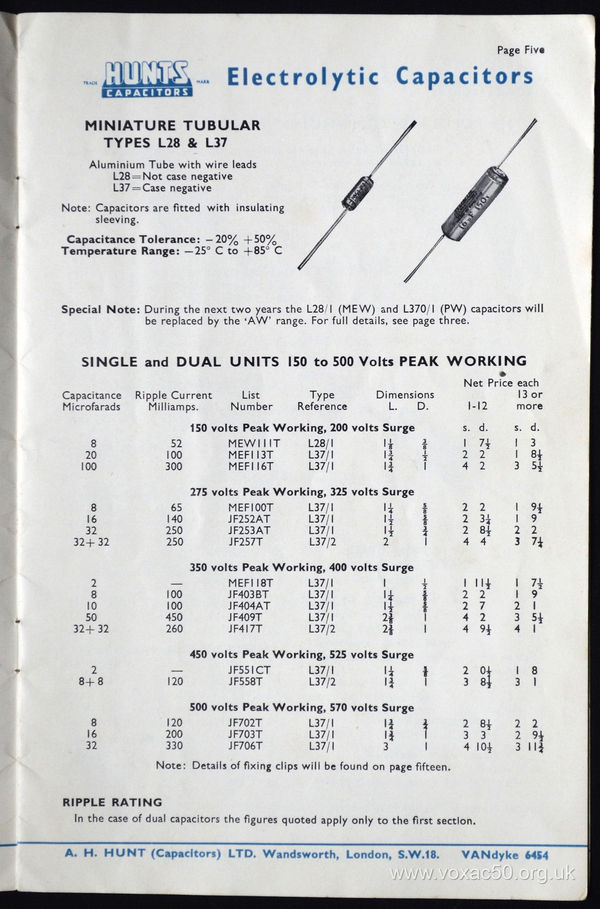 Page Five
TRADE HUNTS MARK
CAPACITORS
Electrolytic Capacitors
MINIATURE TUBULAR
TYPES L28 & L37
Aluminium Tube with wire leads
L28=Not case negative
L37=Case negative
Note: Capacitors are fitted with insulating
sleeving.
Capacitance Tolerance: −20% +50%
Temperature Range: −25° C to +85° C
Special Note: During the next two years the L28/1 (MEW) and L370/1 (PW) capacitors will
be replaced by the ‘AW’ range. For full details, see page three.
SINGLE and DUAL UNITS 150 to 500 Volts PEAK WORKING
Net Price each
Capacitance Ripple Current List Type Dimensions 13 or
Microfarads Milliamps. Number Reference L. D. 1-12 more
150 volts Peak Working, 200 volts Surge s. d. s. d.
8 52 MEW111T L28/1 1⅛ ⅜ 1 7½ 1 3
20 100 MEF113T L37/1 1¾ ½ 2 2 1 8½
100 300 MEF116T L37/1 1¾ 1 4 2 3 5½
275 volts Peak Working, 325 volts Surge
8 65 MEF100T L37/1 1¼ ⅝ 2 2 1 9½
16 140 JF252AT L37/1 1½ ⅝ 2 3¼ 1 9
32 250 JF253AT L37/1 1½ ¾ 2 8½ 2 2
32+32 250 JF257T L37/2 2 1 4 4 3 7¼
350 volts Peak Working, 400 volts Surge
2 — MEF118T L37/1 1 ½ 1 11½ 1 7½
8 100 JF403BT L37/1 1¼ ⅝ 2 2 1 9
10 100 JF404AT L37/1 1½ ⅝ 2 7 2 1
50 450 JF409T L37/1 2⅜ 1 4 2 3 5½
32+32 260 JF417T L37/2 2⅜ 1 4 9½ 4 1
450 volts Peak Working, 525 volts Surge
2 — JF551CT L37/1 1¼ ⅝ 2 0½ 1 8
8+8 120 JF558T L37/2 1¾ 1 3 8½ 3 1
500 volts Peak Working, 570 volts Surge
8 120 JF702T L37/1 1¾ ¾ 2 8½ 2 2
16 200 JF703T L37/1 1¾ 1 3 3 2 9½
32 330 JF706T L37/1 3 1 4 10½ 3 11¾
Note: Details of fixing clips will be found on page fifteen.
RIPPLE RATING
In the case of dual capacitors the figures quoted apply only to the first section.
A. H. HUNT (Capacitors) LTD. Wandsworth, London, S.W.18. VANdyke 6454
www.voxac50.org.uk